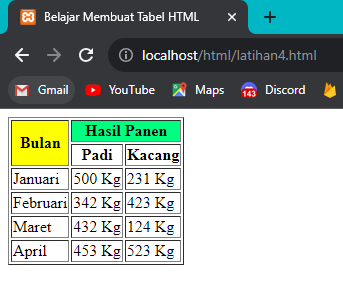 Belajar Membuat Tabel HTML
localhost/html/latihan4.html
Gmail YouTube Maps 143 Discord
Bulan Hasil Panen
Padi Kacang
Januari 500 Kg 231 Kg
Februari 342 Kg 423 Kg
Maret 432 Kg 124 Kg
April 453 Kg 523 Kg